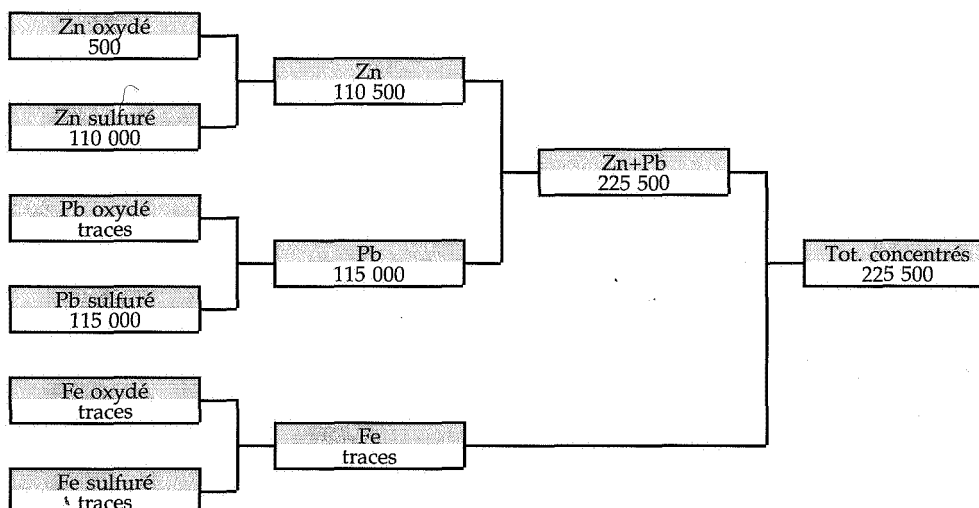 Zn oxydé
500
Zn sulfuré
110 000
Zn
110 500
Pb oxydé
traces
Pb sulfuré
115 000
Pb
115 000
Zn+Pb
225 500
Fe oxydé
traces
Fe sulfuré
traces
Fe
traces
Tot. concentrés
225 500